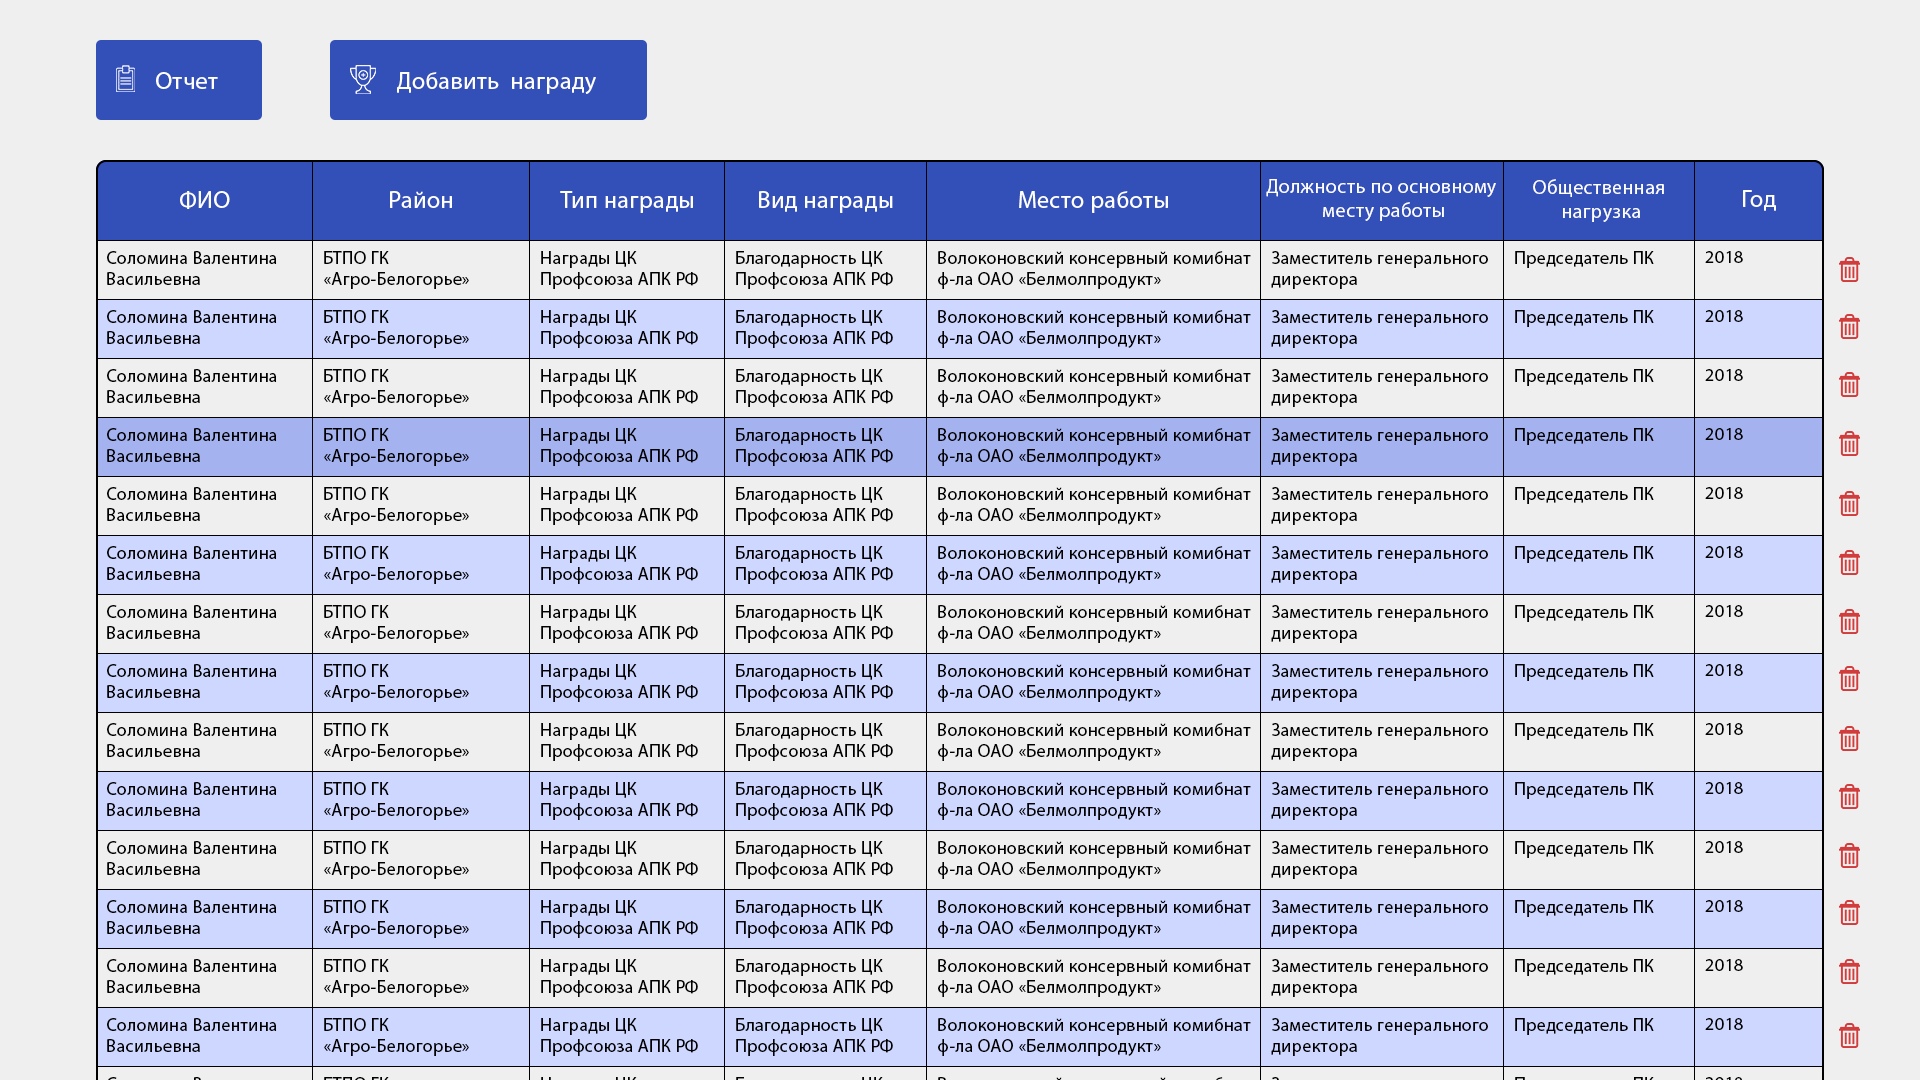 Отчет
Добавить награду
ФИО Район Тип награды Вид награды Место работы Должность по основному месту работы Общественная нагрузка Год
Соломина Валентина БТПО ГК Награды ЦК Благодарность ЦК Волоконовский консервный комибнат Заместитель генерального Председатель ПК 2018
Васильевна «Агро-Белогорье» Профсоюза АПК РФ Профсоюза АПК РФ ф-ла ОАО «Белмолпродукт» директора
Соломина Валентина БТПО ГК Награды ЦК Благодарность ЦК Волоконовский консервный комибнат Заместитель генерального Председатель ПК 2018
Васильевна «Агро-Белогорье» Профсоюза АПК РФ Профсоюза АПК РФ ф-ла ОАО «Белмолпродукт» директора
Соломина Валентина БТПО ГК Награды ЦК Благодарность ЦК Волоконовский консервный комибнат Заместитель генерального Председатель ПК 2018
Васильевна «Агро-Белогорье» Профсоюза АПК РФ Профсоюза АПК РФ ф-ла ОАО «Белмолпродукт» директора
Соломина Валентина БТПО ГК Награды ЦК Благодарность ЦК Волоконовский консервный комибнат Заместитель генерального Председатель ПК 2018
Васильевна «Агро-Белогорье» Профсоюза АПК РФ Профсоюза АПК РФ ф-ла ОАО «Белмолпродукт» директора
Соломина Валентина БТПО ГК Награды ЦК Благодарность ЦК Волоконовский консервный комибнат Заместитель генерального Председатель ПК 2018
Васильевна «Агро-Белогорье» Профсоюза АПК РФ Профсоюза АПК РФ ф-ла ОАО «Белмолпродукт» директора
Соломина Валентина БТПО ГК Награды ЦК Благодарность ЦК Волоконовский консервный комибнат Заместитель генерального Председатель ПК 2018
Васильевна «Агро-Белогорье» Профсоюза АПК РФ Профсоюза АПК РФ ф-ла ОАО «Белмолпродукт» директора
Соломина Валентина БТПО ГК Награды ЦК Благодарность ЦК Волоконовский консервный комибнат Заместитель генерального Председатель ПК 2018
Васильевна «Агро-Белогорье» Профсоюза АПК РФ Профсоюза АПК РФ ф-ла ОАО «Белмолпродукт» директора
Соломина Валентина БТПО ГК Награды ЦК Благодарность ЦК Волоконовский консервный комибнат Заместитель генерального Председатель ПК 2018
Васильевна «Агро-Белогорье» Профсоюза АПК РФ Профсоюза АПК РФ ф-ла ОАО «Белмолпродукт» директора
Соломина Валентина БТПО ГК Награды ЦК Благодарность ЦК Волоконовский консервный комибнат Заместитель генерального Председатель ПК 2018
Васильевна «Агро-Белогорье» Профсоюза АПК РФ Профсоюза АПК РФ ф-ла ОАО «Белмолпродукт» директора
Соломина Валентина БТПО ГК Награды ЦК Благодарность ЦК Волоконовский консервный комибнат Заместитель генерального Председатель ПК 2018
Васильевна «Агро-Белогорье» Профсоюза АПК РФ Профсоюза АПК РФ ф-ла ОАО «Белмолпродукт» директора
Соломина Валентина БТПО ГК Награды ЦК Благодарность ЦК Волоконовский консервный комибнат Заместитель генерального Председатель ПК 2018
Васильевна «Агро-Белогорье» Профсоюза АПК РФ Профсоюза АПК РФ ф-ла ОАО «Белмолпродукт» директора
Соломина Валентина БТПО ГК Награды ЦК Благодарность ЦК Волоконовский консервный комибнат Заместитель генерального Председатель ПК 2018
Васильевна «Агро-Белогорье» Профсоюза АПК РФ Профсоюза АПК РФ ф-ла ОАО «Белмолпродукт» директора
Соломина Валентина БТПО ГК Награды ЦК Благодарность ЦК Волоконовский консервный комибнат Заместитель генерального Председатель ПК 2018
Васильевна «Агро-Белогорье» Профсоюза АПК РФ Профсоюза АПК РФ ф-ла ОАО «Белмолпродукт» директора
Соломина Валентина БТПО ГК Награды ЦК Благодарность ЦК Волоконовский консервный комибнат Заместитель генерального Председатель ПК 2018
Васильевна «Агро-Белогорье» Профсоюза АПК РФ Профсоюза АПК РФ ф-ла ОАО «Белмолпродукт» директора